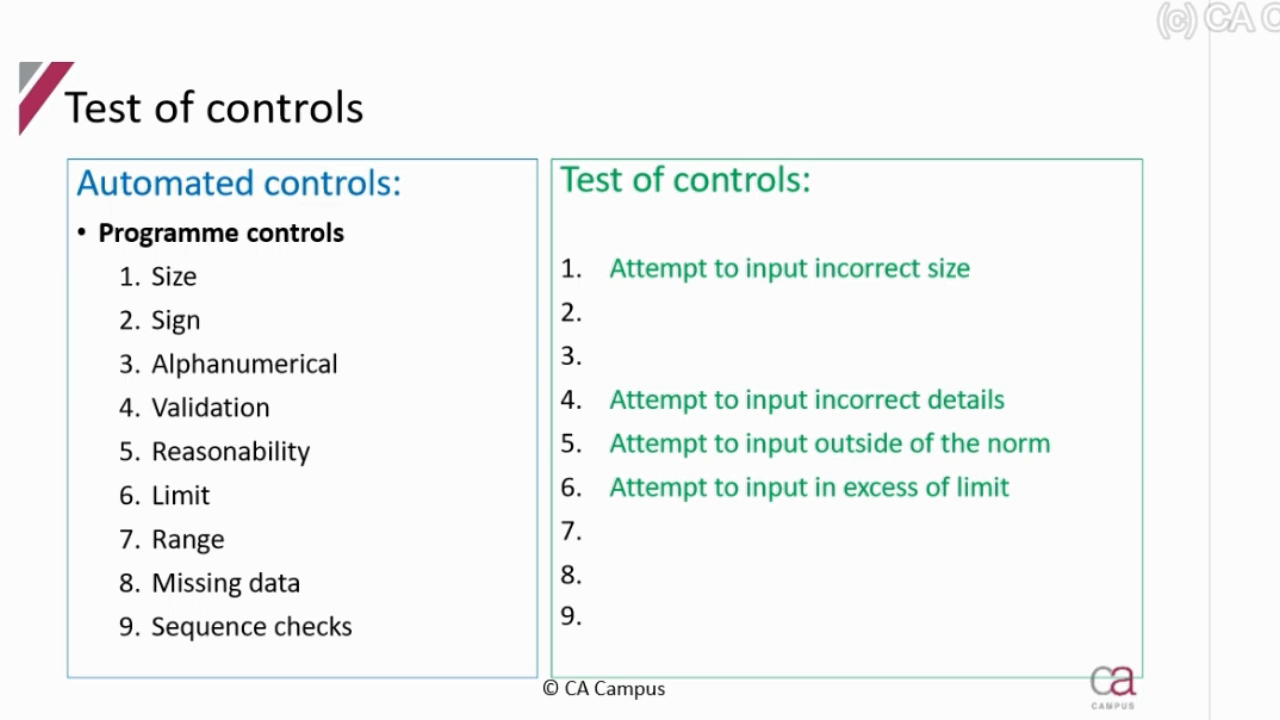 (c) CA C
Test of controls
Automated controls:
• Programme controls
1. Size
2. Sign
3. Alphanumerical
4. Validation
5. Reasonability
6. Limit
7. Range
8. Missing data
9. Sequence checks
Test of controls:
1. Attempt to input incorrect size
2.
3.
4. Attempt to input incorrect details
5. Attempt to input outside of the norm
6. Attempt to input in excess of limit
7.
8.
9.
© CA Campus
ca
CAMPUS